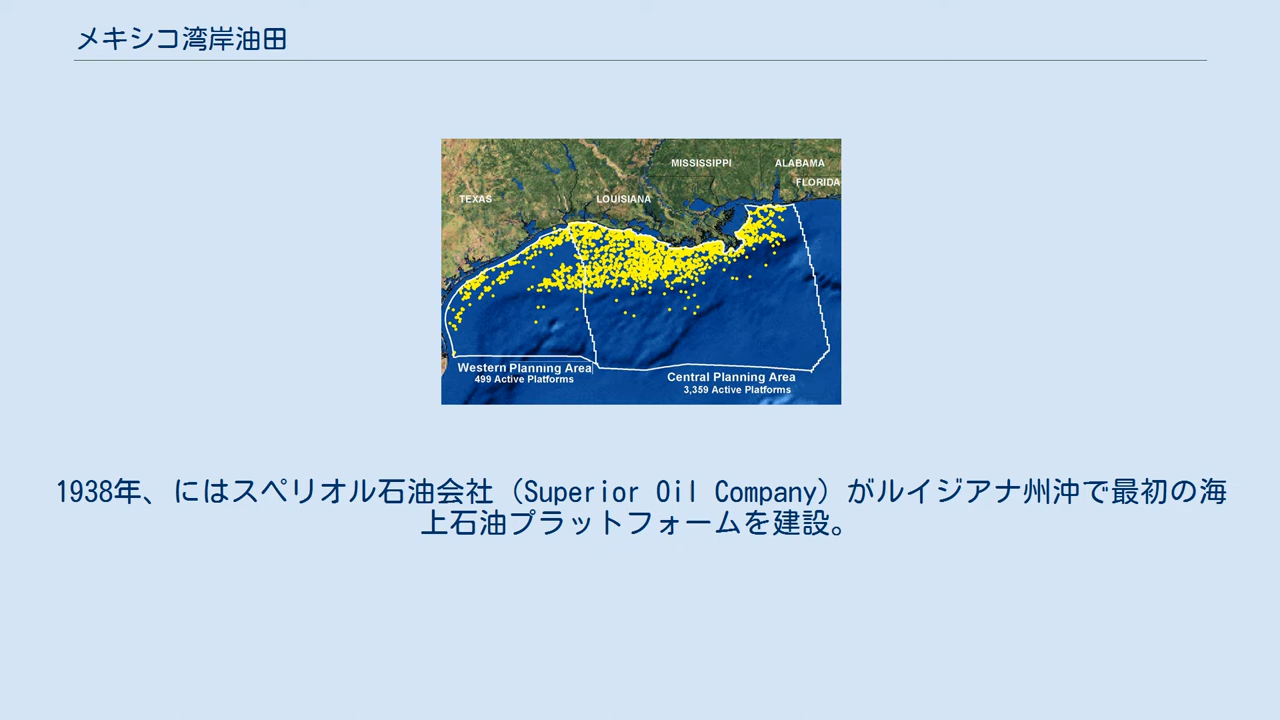 メキシコ湾岸油田
MISSISSIPPI
ALABAMA
FLORIDA
TEXAS
LOUISIANA
Western Planning Area
499 Active Platforms
Central Planning Area
3,359 Active Platforms
1938年、にはスペリオル石油会社（Superior Oil Company）がルイジアナ州沖で最初の海
上石油プラットフォームを建設。